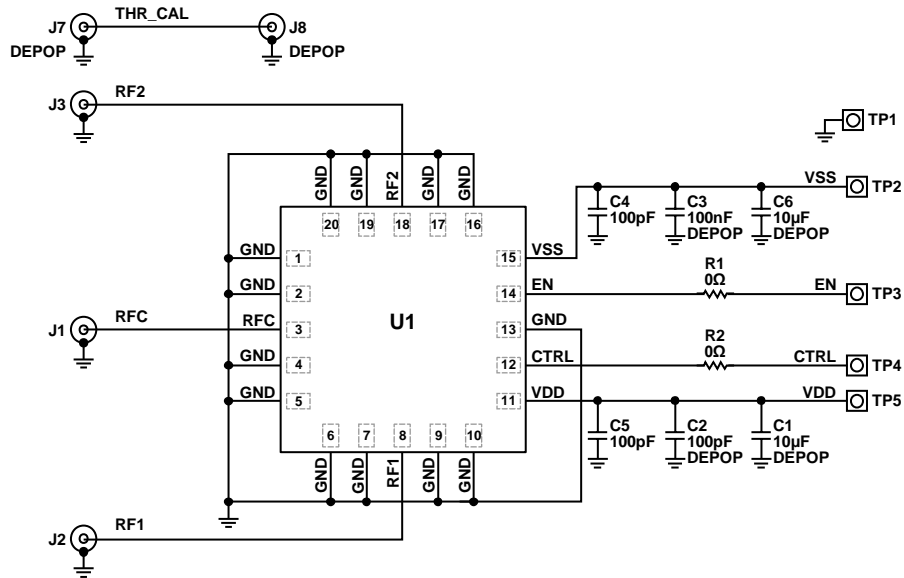 J7 THR_CAL J8
DEPOP DEPOP
J3 RF2
TP1
GND GND RF2 GND GND
VSS TP2
C4 100pF
C3 100nF DEPOP
C6 10µF DEPOP
20 19 18 17 16
GND 1 15 VSS
R1 0Ω
GND 2 14 EN EN TP3
J1 RFC RFC 3 U1 13 GND
R2 0Ω
GND 4 12 CTRL CTRL TP4
GND 5 11 VDD VDD TP5
C5 100pF
C2 100pF DEPOP
C1 10µF DEPOP
6 7 8 9 10
GND GND RF1 GND GND
J2 RF1